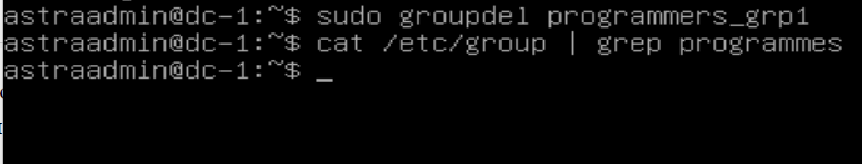 astraadmin@dc-1:~$ sudo groupdel programmers_grp1
astraadmin@dc-1:~$ cat /etc/group | grep programmes
astraadmin@dc-1:~$ _